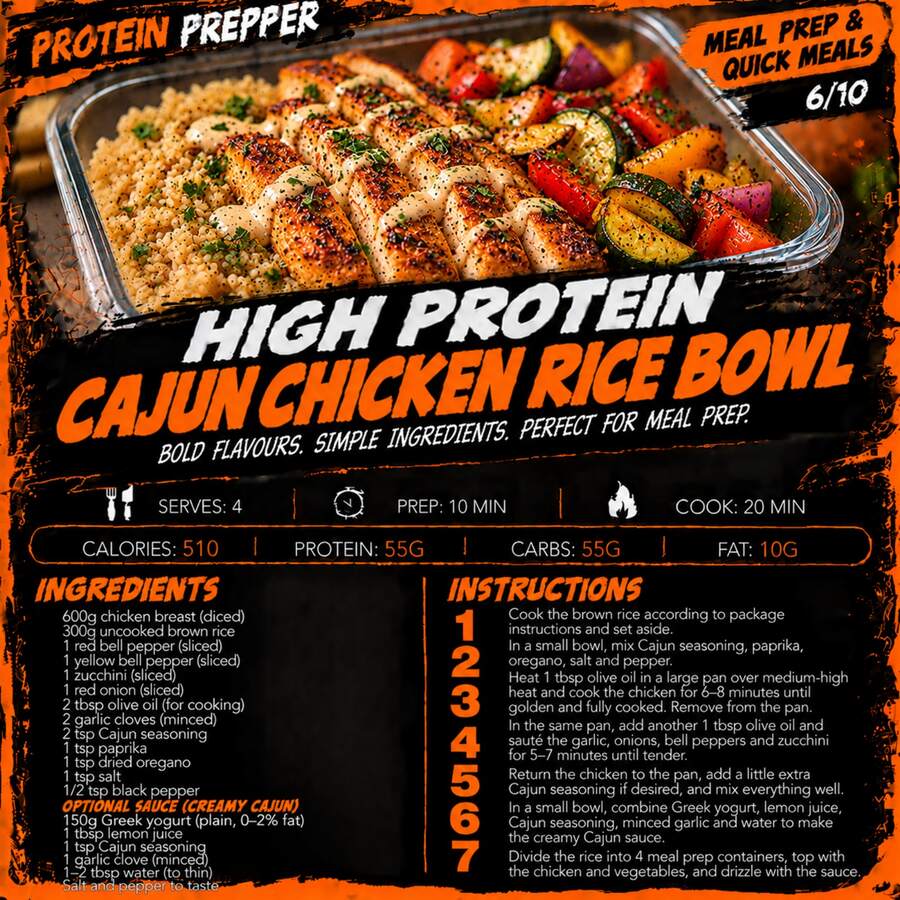 PROTEIN PREPPER
MEAL PREP &
QUICK MEALS
6/10
HIGH PROTEIN
CAJUN CHICKEN RICE BOWL
BOLD FLAVOURS. SIMPLE INGREDIENTS. PERFECT FOR MEAL PREP.
SERVES: 4
PREP: 10 MIN
COOK: 20 MIN
CALORIES: 510
PROTEIN: 55G
CARBS: 55G
FAT: 10G
INGREDIENTS
600g chicken breast (diced)
300g uncooked brown rice
1 red bell pepper (sliced)
1 yellow bell pepper (sliced)
1 zucchini (sliced)
1 red onion (sliced)
2 tbsp olive oil (for cooking)
2 garlic cloves (minced)
2 tsp Cajun seasoning
1 tsp paprika
1 tsp dried oregano
1 tsp salt
1/2 tsp black pepper
OPTIONAL SAUCE (CREAMY CAJUN)
150g Greek yogurt (plain, 0–2% fat)
1 tbsp lemon juice
1 tsp Cajun seasoning
1 garlic clove (minced)
1–2 tbsp water (to thin)
Salt and pepper to taste
INSTRUCTIONS
1 Cook the brown rice according to package
instructions and set aside.
2 In a small bowl, mix Cajun seasoning, paprika,
oregano, salt and pepper.
3 Heat 1 tbsp olive oil in a large pan over medium-high
heat and cook the chicken for 6–8 minutes until
golden and fully cooked. Remove from the pan.
4 In the same pan, add another 1 tbsp olive oil and
sauté the garlic, onions, bell peppers and zucchini
for 5–7 minutes until tender.
5 Return the chicken to the pan, add a little extra
Cajun seasoning if desired, and mix everything well.
6 In a small bowl, combine Greek yogurt, lemon juice,
Cajun seasoning, minced garlic and water to make
the creamy Cajun sauce.
7 Divide the rice into 4 meal prep containers, top with
the chicken and vegetables, and drizzle with the sauce.